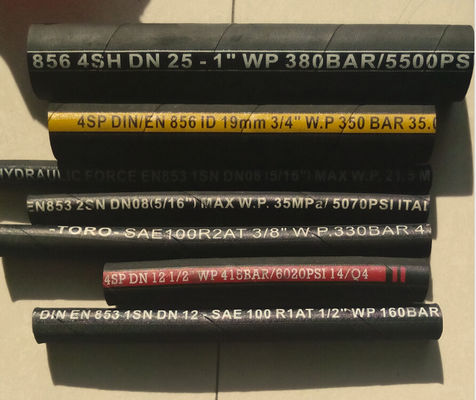 856 4SH DN 25 - 1" WP 380BAR/5500PS
4SP DIN/EN 856 ID 19mm 3/4" W.P 350 BAR 35.0
HYDRAULIC FORCE EN853 1SN DN08(5/16") MAX W.P. 21.5 M
EN853 2SN DN08(5/16") MAX W.P. 35MPa/ 5070PSI ITAI
-TORO- SAE100R2AT 3/8" W.P.330BAR 4
4SP DN 12 1/2" WP 415BAR/6020PSI 14/Q4
DIN EN 853 1SN DN 12 - SAE 100 R1AT 1/2" WP 160BAR